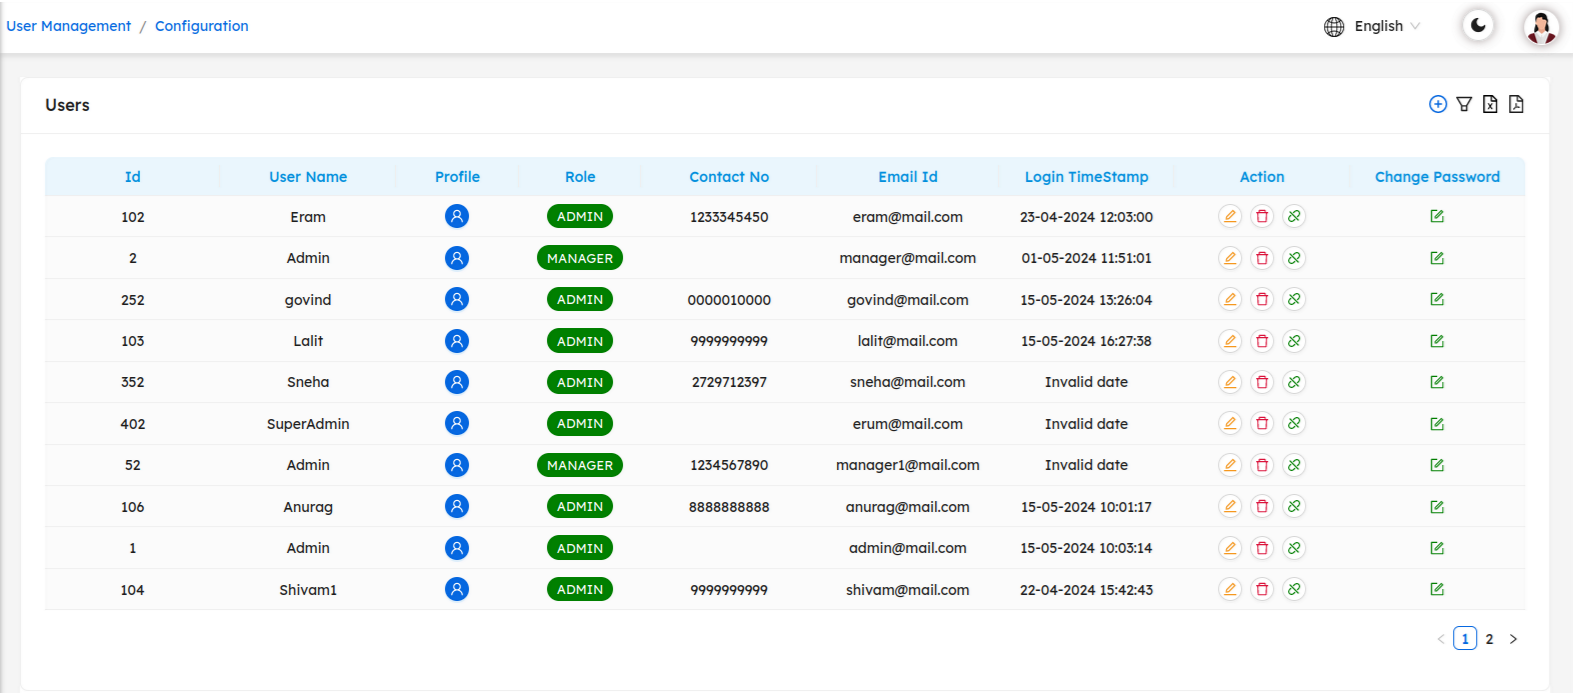 User Management / Configuration English
Users
Id User Name Profile Role Contact No Email Id Login TimeStamp Action Change Password
102 Eram ADMIN 1233345450 eram@mail.com 23-04-2024 12:03:00
2 Admin MANAGER manager@mail.com 01-05-2024 11:51:01
252 govind ADMIN 0000010000 govind@mail.com 15-05-2024 13:26:04
103 Lalit ADMIN 9999999999 lalit@mail.com 15-05-2024 16:27:38
352 Sneha ADMIN 2729712397 sneha@mail.com Invalid date
402 SuperAdmin ADMIN erum@mail.com Invalid date
52 Admin MANAGER 1234567890 manager1@mail.com Invalid date
106 Anurag ADMIN 8888888888 anurag@mail.com 15-05-2024 10:01:17
1 Admin ADMIN admin@mail.com 15-05-2024 10:03:14
104 Shivam1 ADMIN 9999999999 shivam@mail.com 22-04-2024 15:42:43
< 1 2 >